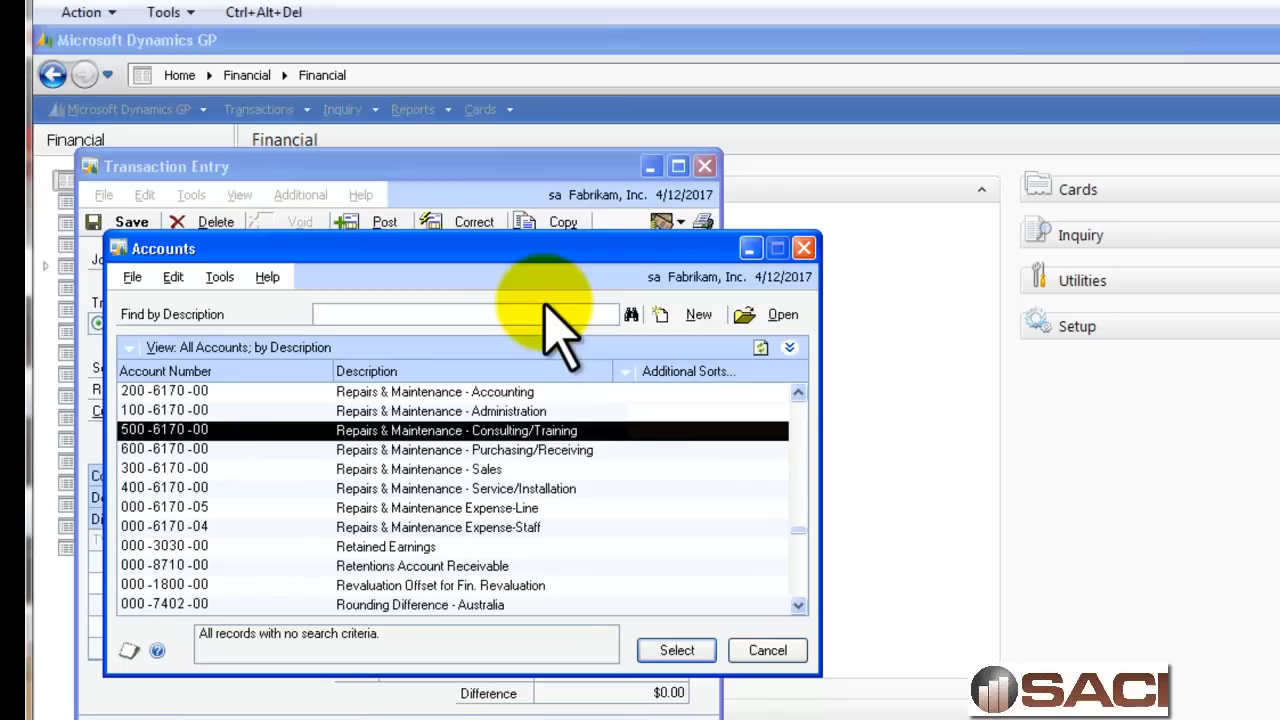 Action Tools Ctrl+Alt+Del
Microsoft Dynamics GP
Home Financial Financial
Microsoft Dynamics GP Transactions Inquiry Reports Cards
Financial Financial
Transaction Entry
File Edit Tools View Additional Help sa Fabrikam, Inc. 4/12/2017
Save Delete Void Post Correct Copy
Accounts
File Edit Tools Help sa Fabrikam, Inc. 4/12/2017
Find by Description New Open
View: All Accounts; by Description
Account Number Description Additional Sorts...
200 -6170 -00 Repairs & Maintenance - Accounting
100 -6170 -00 Repairs & Maintenance - Administration
500 -6170 -00 Repairs & Maintenance - Consulting/Training
600 -6170 -00 Repairs & Maintenance - Purchasing/Receiving
300 -6170 -00 Repairs & Maintenance - Sales
400 -6170 -00 Repairs & Maintenance - Service/Installation
000 -6170 -05 Repairs & Maintenance Expense-Line
000 -6170 -04 Repairs & Maintenance Expense-Staff
000 -3030 -00 Retained Earnings
000 -8710 -00 Retentions Account Receivable
000 -1800 -00 Revaluation Offset for Fin. Revaluation
000 -7402 -00 Rounding Difference - Australia
All records with no search criteria.
Select Cancel
Difference $0.00
Cards
Inquiry
Utilities
Setup
SACI